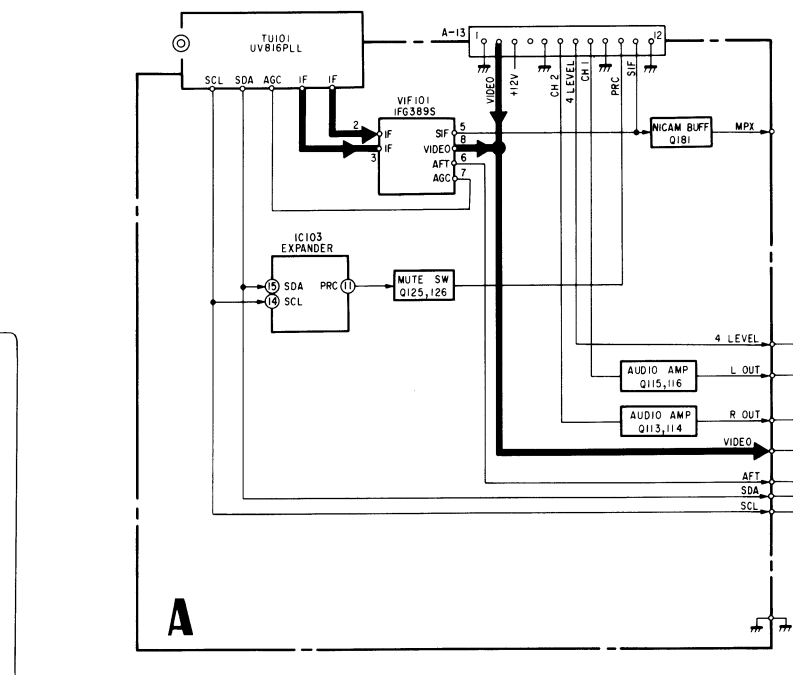 TU101
UV816PLL
SCL SDA AGC IF IF
A-13
1 12
VIDEO
+12V
CH 2
4 LEVEL
CH 1
PRC
SIF
VIF101
IFG389S
2 IF
3 IF
SIF 5
VIDEO 8
AFT 6
AGC 7
NICAM BUFF
Q181
MPX
IC103
EXPANDER
15 SDA
14 SCL
PRC 11
MUTE SW
Q125,126
4 LEVEL
AUDIO AMP
Q115,116
L OUT
AUDIO AMP
Q113,114
R OUT
VIDEO
AFT
SDA
SCL
A